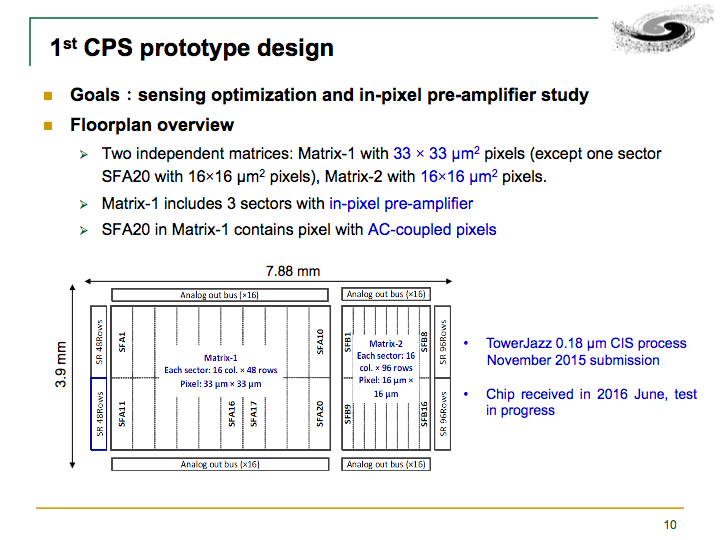 1st CPS prototype design
Goals：sensing optimization and in-pixel pre-amplifier study
Floorplan overview
Two independent matrices: Matrix-1 with 33 × 33 µm2 pixels (except one sector
SFA20 with 16×16 µm2 pixels), Matrix-2 with 16×16 µm2 pixels.
Matrix-1 includes 3 sectors with in-pixel pre-amplifier
SFA20 in Matrix-1 contains pixel with AC-coupled pixels
7.88 mm
3.9 mm
Analog out bus (×16)
Analog out bus (×16)
SR 48Rows
SFA1
SFA10
SFB1
SFB8
SR 96Rows
Matrix-1
Each sector: 16 col. × 48 rows
Pixel: 33 µm × 33 µm
Matrix-2
Each sector: 16
col. × 96 rows
Pixel: 16 µm ×
16 µm
SR 48Rows
SFA11
SFA16
SFA17
SFA20
SFB9
SFB16
SR 96Rows
Analog out bus (×16)
Analog out bus (×16)
TowerJazz 0.18 µm CIS process
November 2015 submission
Chip received in 2016 June, test
in progress
10